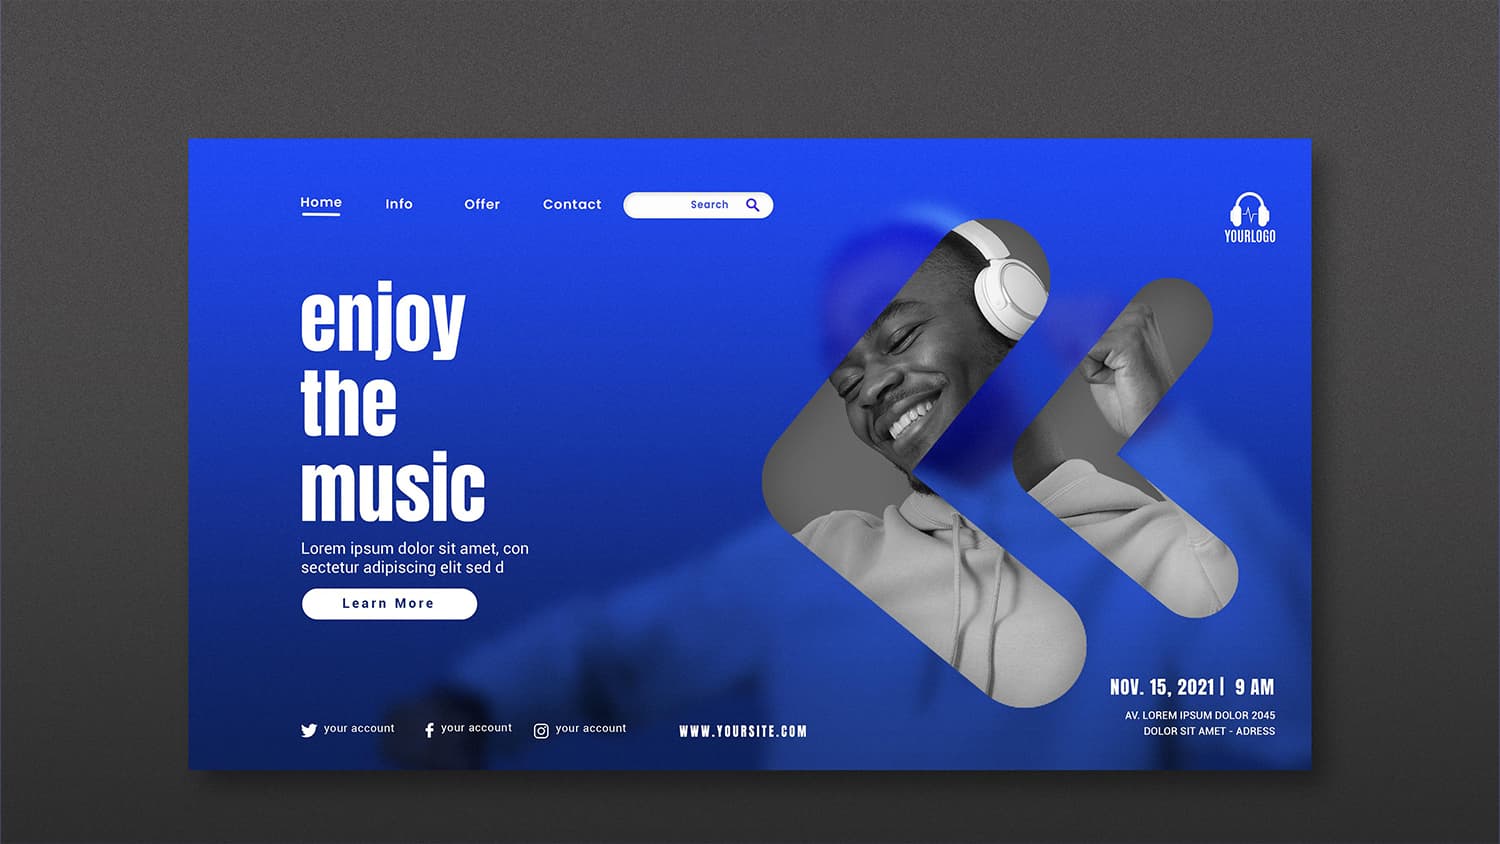 Home
Info
Offer
Contact
Search
YOURLOGO
enjoy
the
music
Lorem ipsum dolor sit amet, con
sectetur adipiscing elit sed d
Learn More
your account
your account
your account
WWW.YOURSITE.COM
NOV. 15, 2021 | 9 AM
AV. LOREM IPSUM DOLOR 2045
DOLOR SIT AMET - ADRESS